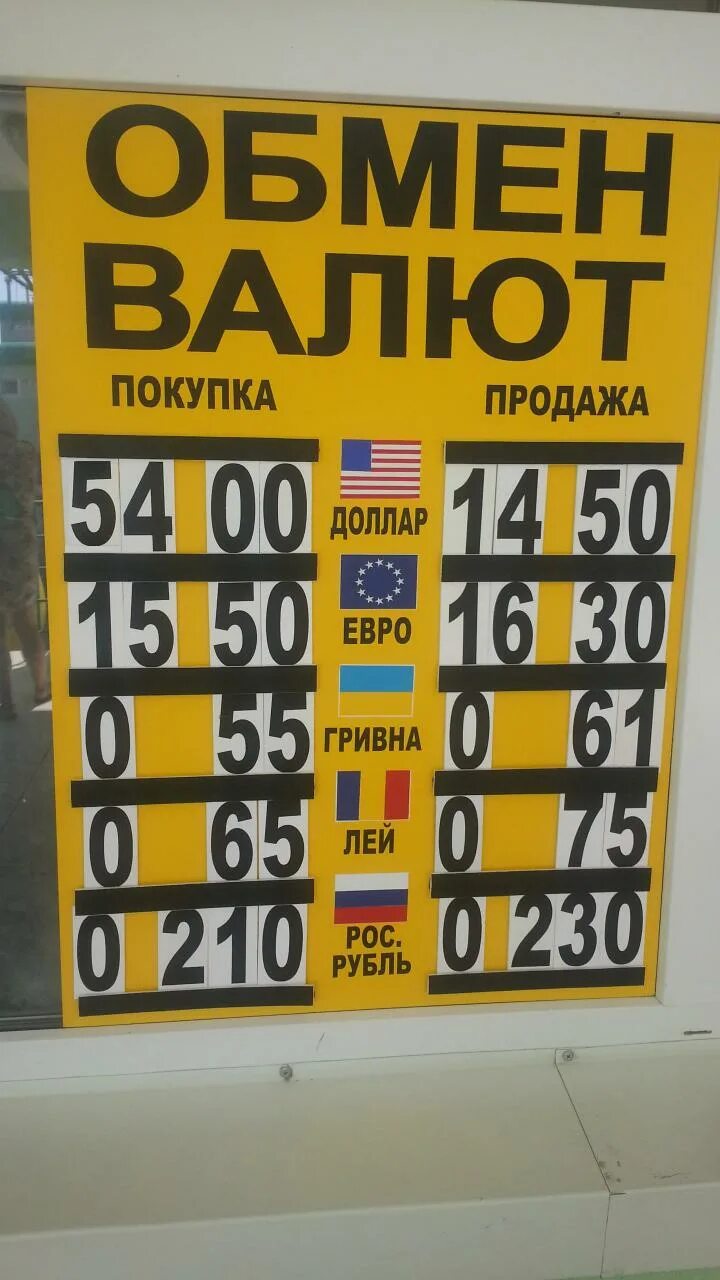 ОБМЕН
ВАЛЮТ
ПОКУПКА ПРОДАЖА
54 00 ДОЛЛАР 14 50
15 50 ЕВРО 16 30
0 55 ГРИВНА 0 61
0 65 ЛЕЙ 0 75
0 210 РОС. РУБЛЬ 0 230